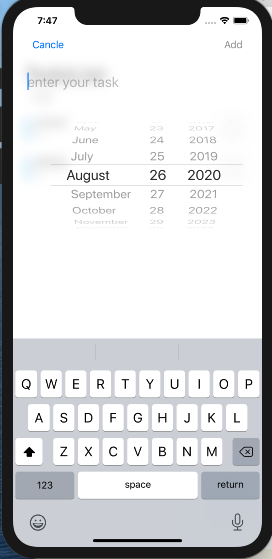 7:47
Cancle Add
enter your task
May 23 2017
June 24 2018
July 25 2019
August 26 2020
September 27 2021
October 28 2022
November 29 2023
Q W E R T Y U I O P
A S D F G H J K L
Z X C V B N M
123 space return